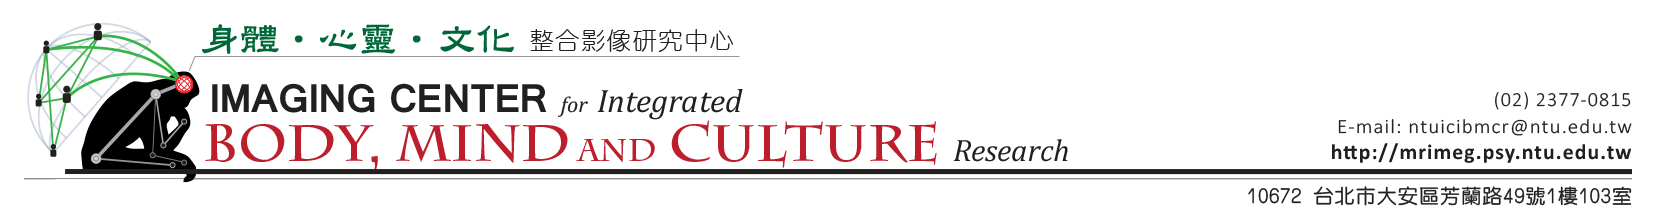 身體・心靈・文化 整合影像研究中心
IMAGING CENTER for Integrated
BODY, MIND AND CULTURE Research
(02) 2377-0815
E-mail: ntuicibmcr@ntu.edu.tw
http://mrimeg.psy.ntu.edu.tw
10672 台北市大安區芳蘭路49號1樓103室